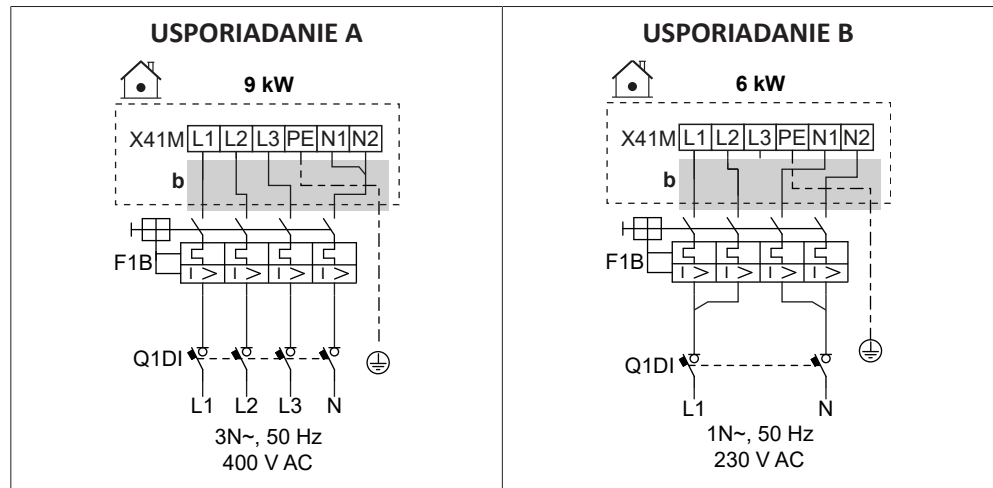 USPORIADANIE A
9 kW
X41M L1 L2 L3 PE N1 N2
b
F1B
I > I > I > I >
Q1DI
L1 L2 L3 N
3N~, 50 Hz
400 V AC
USPORIADANIE B
6 kW
X41M L1 L2 L3 PE N1 N2
b
F1B
I > I > I > I >
Q1DI
L1 N
1N~, 50 Hz
230 V AC